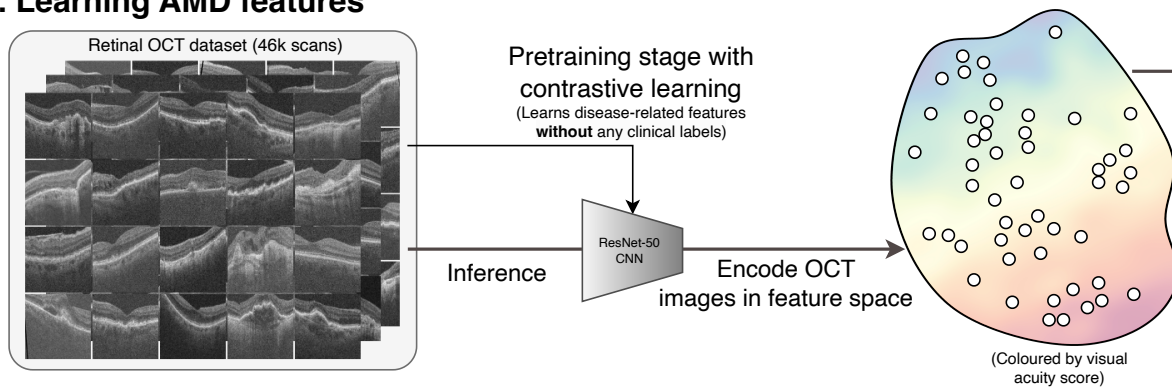 . Learning AMD features
Retinal OCT dataset (46k scans)
Pretraining stage with
contrastive learning
(Learns disease-related features
without any clinical labels)
ResNet-50
CNN
Inference
Encode OCT
images in feature space
(Coloured by visual
acuity score)